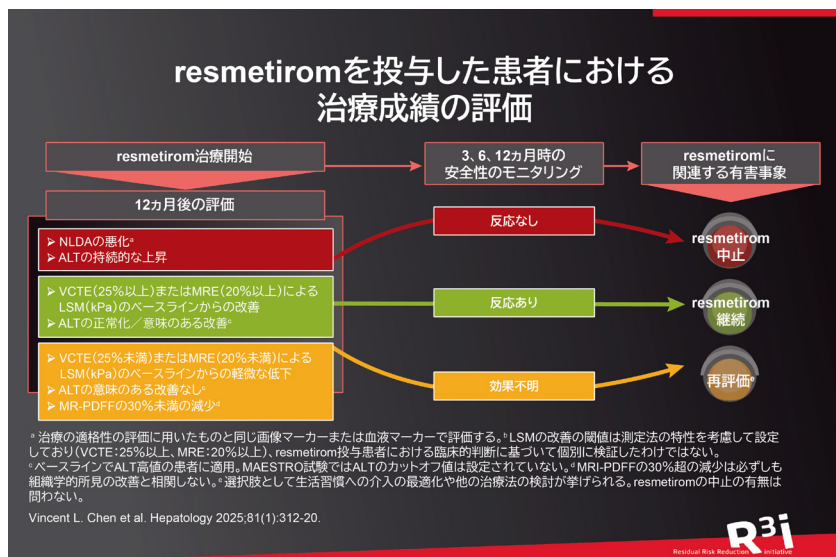 resmetiromを投与した患者における
治療成績の評価
resmetirom治療開始
3、6、12ヵ月時の
安全性のモニタリング
resmetiromに
関連する有害事象
12ヵ月後の評価
➢ NLDAの悪化ª
➢ ALTの持続的な上昇
反応なし
resmetirom
中止
➢ VCTE(25%以上)またはMRE(20%以上)による
LSM(kPa)のベースラインからの改善
➢ ALTの正常化/意味のある改善ᶜ
反応あり
resmetirom
継続
➢ VCTE(25%未満)またはMRE(20%未満)による
LSM(kPa)のベースラインからの軽微な低下
➢ ALTの意味のある改善なしᶜ
➢ MR-PDFFの30%未満の減少ᵈ
効果不明
再評価ᵉ
ª 治療の適格性の評価に用いたものと同じ画像マーカーまたは血液マーカーで評価する。ᵇ LSMの改善の閾値は測定法の特性を考慮して設定
しており(VCTE:25%以上、MRE:20%以上)、resmetirom投与患者における臨床的判断に基づいて個別に検証したわけではない。
ᶜ ベースラインでALT高値の患者に適用。MAESTRO試験ではALTのカットオフ値は設定されていない。ᵈ MRI-PDFFの30%超の減少は必ずしも
組織学的所見の改善と相関しない。ᵉ 選択肢として生活習慣への介入の最適化や他の治療法の検討が挙げられる。resmetiromの中止の有無は
問わない。
Vincent L. Chen et al. Hepatology 2025;81(1):312-20.
R³i
Residual Risk Reduction initiative